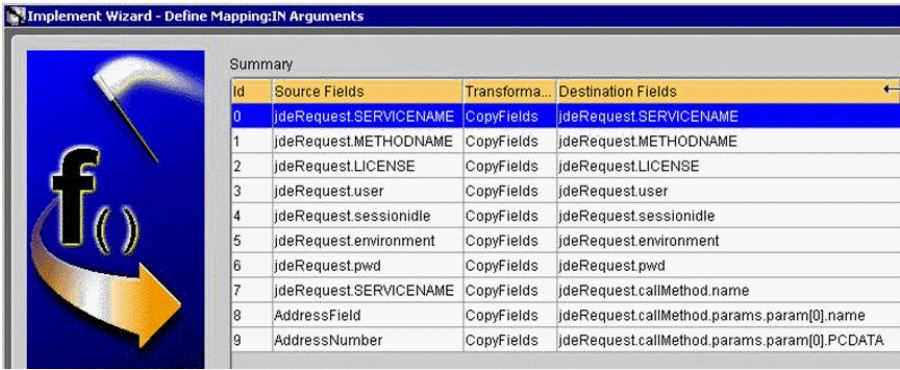 Implement Wizard - Define Mapping:IN Arguments
Summary
Id Source Fields Transforma... Destination Fields
0 jdeRequest.SERVICENAME CopyFields jdeRequest.SERVICENAME
1 jdeRequest.METHODNAME CopyFields jdeRequest.METHODNAME
2 jdeRequest.LICENSE CopyFields jdeRequest.LICENSE
3 jdeRequest.user CopyFields jdeRequest.user
4 jdeRequest.sessionidle CopyFields jdeRequest.sessionidle
5 jdeRequest.environment CopyFields jdeRequest.environment
6 jdeRequest.pwd CopyFields jdeRequest.pwd
7 jdeRequest.SERVICENAME CopyFields jdeRequest.callMethod.name
8 AddressField CopyFields jdeRequest.callMethod.params.param[0].name
9 AddressNumber CopyFields jdeRequest.callMethod.params.param[0].PCDATA
f()